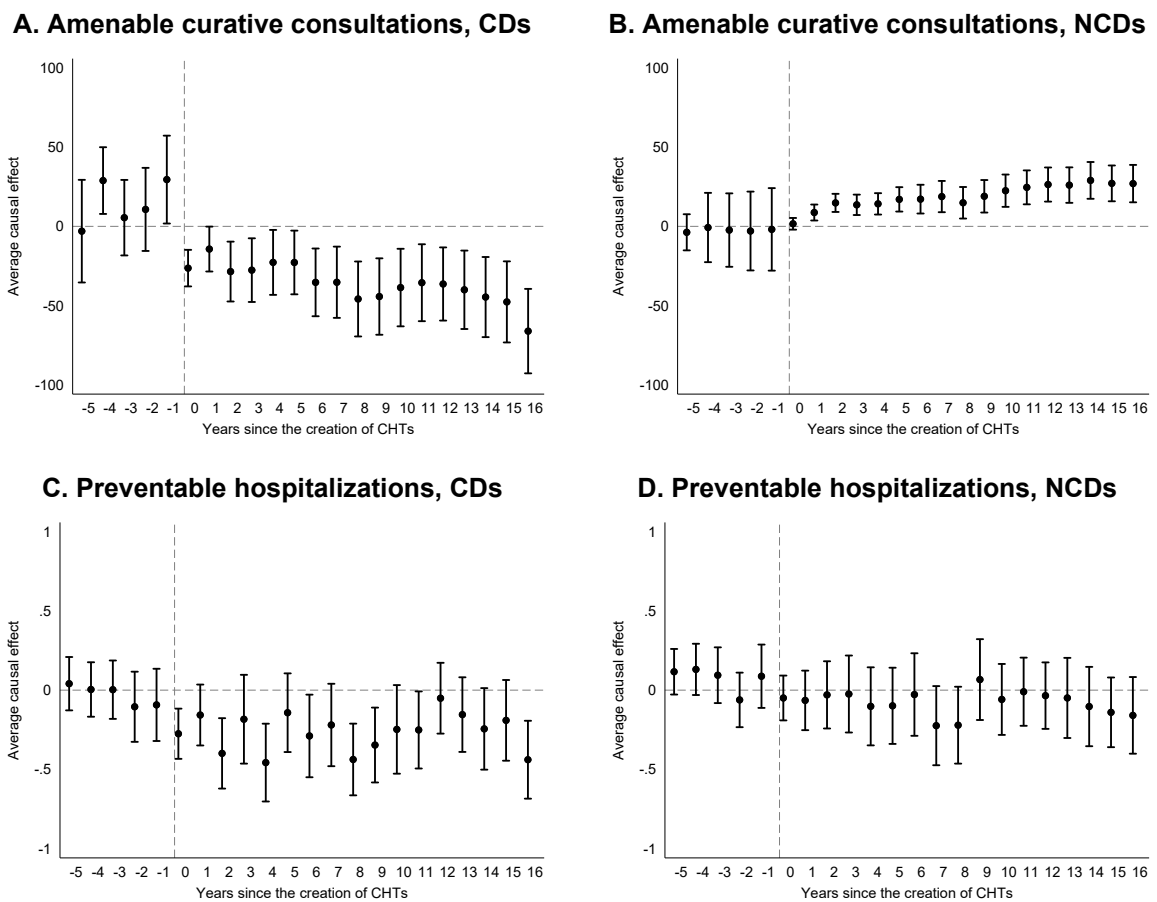 A. Amenable curative consultations, CDs
100
50
0
-50
-100
Average causal effect
-5 -4 -3 -2 -1 0 1 2 3 4 5 6 7 8 9 10 11 12 13 14 15 16
Years since the creation of CHTs
B. Amenable curative consultations, NCDs
100
50
0
-50
-100
Average causal effect
-5 -4 -3 -2 -1 0 1 2 3 4 5 6 7 8 9 10 11 12 13 14 15 16
Years since the creation of CHTs
C. Preventable hospitalizations, CDs
1
.5
0
-.5
-1
Average causal effect
-5 -4 -3 -2 -1 0 1 2 3 4 5 6 7 8 9 10 11 12 13 14 15 16
Years since the creation of CHTs
D. Preventable hospitalizations, NCDs
1
.5
0
-.5
-1
Average causal effect
-5 -4 -3 -2 -1 0 1 2 3 4 5 6 7 8 9 10 11 12 13 14 15 16
Years since the creation of CHTs